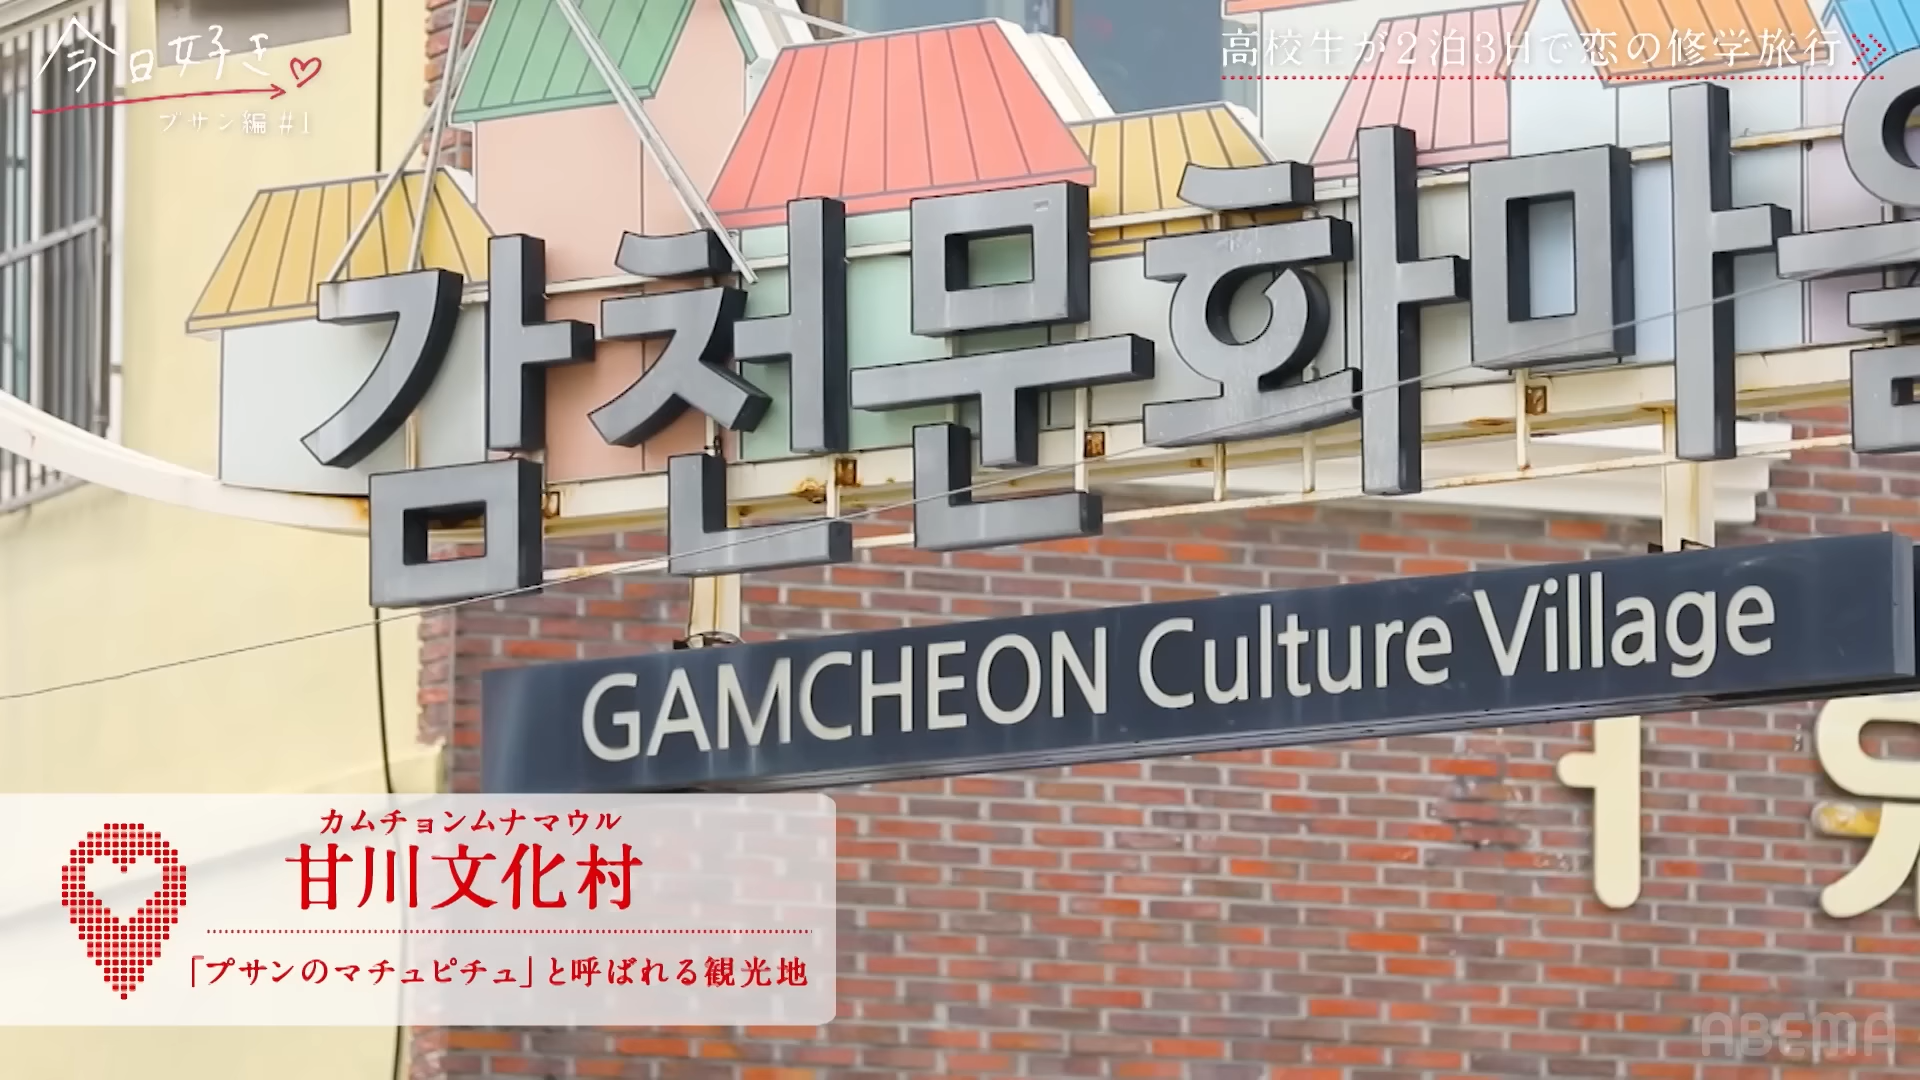 今日好き
プサン編 #1
高校生が2泊3日で恋の修学旅行
감천문화마을
GAMCHEON Culture Village
カムチョンムナマウル
甘川文化村
「プサンのマチュピチュ」と呼ばれる観光地
ABEMA